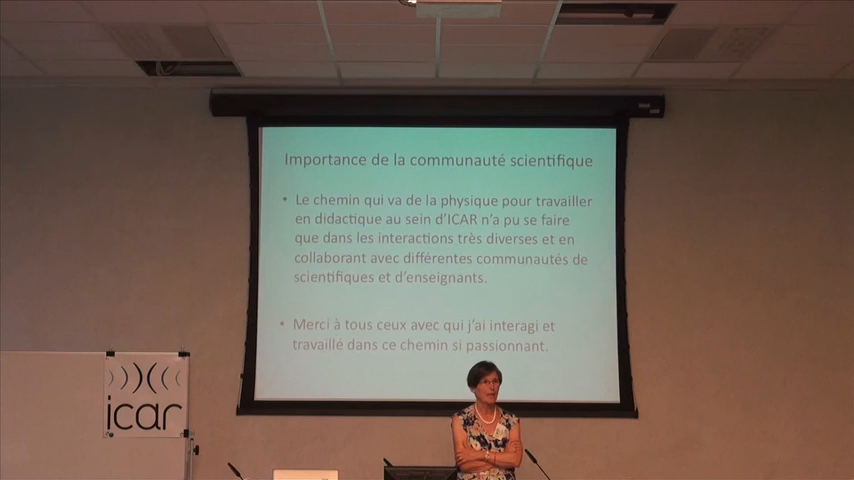 Importance de la communauté scientifique
• Le chemin qui va de la physique pour travailler
en didactique au sein d'ICAR n'a pu se faire
que dans les interactions très diverses et en
collaborant avec différentes communautés de
scientifiques et d'enseignants.
• Merci à tous ceux avec qui j'ai interagi et
travaillé dans ce chemin si passionnant.
icar